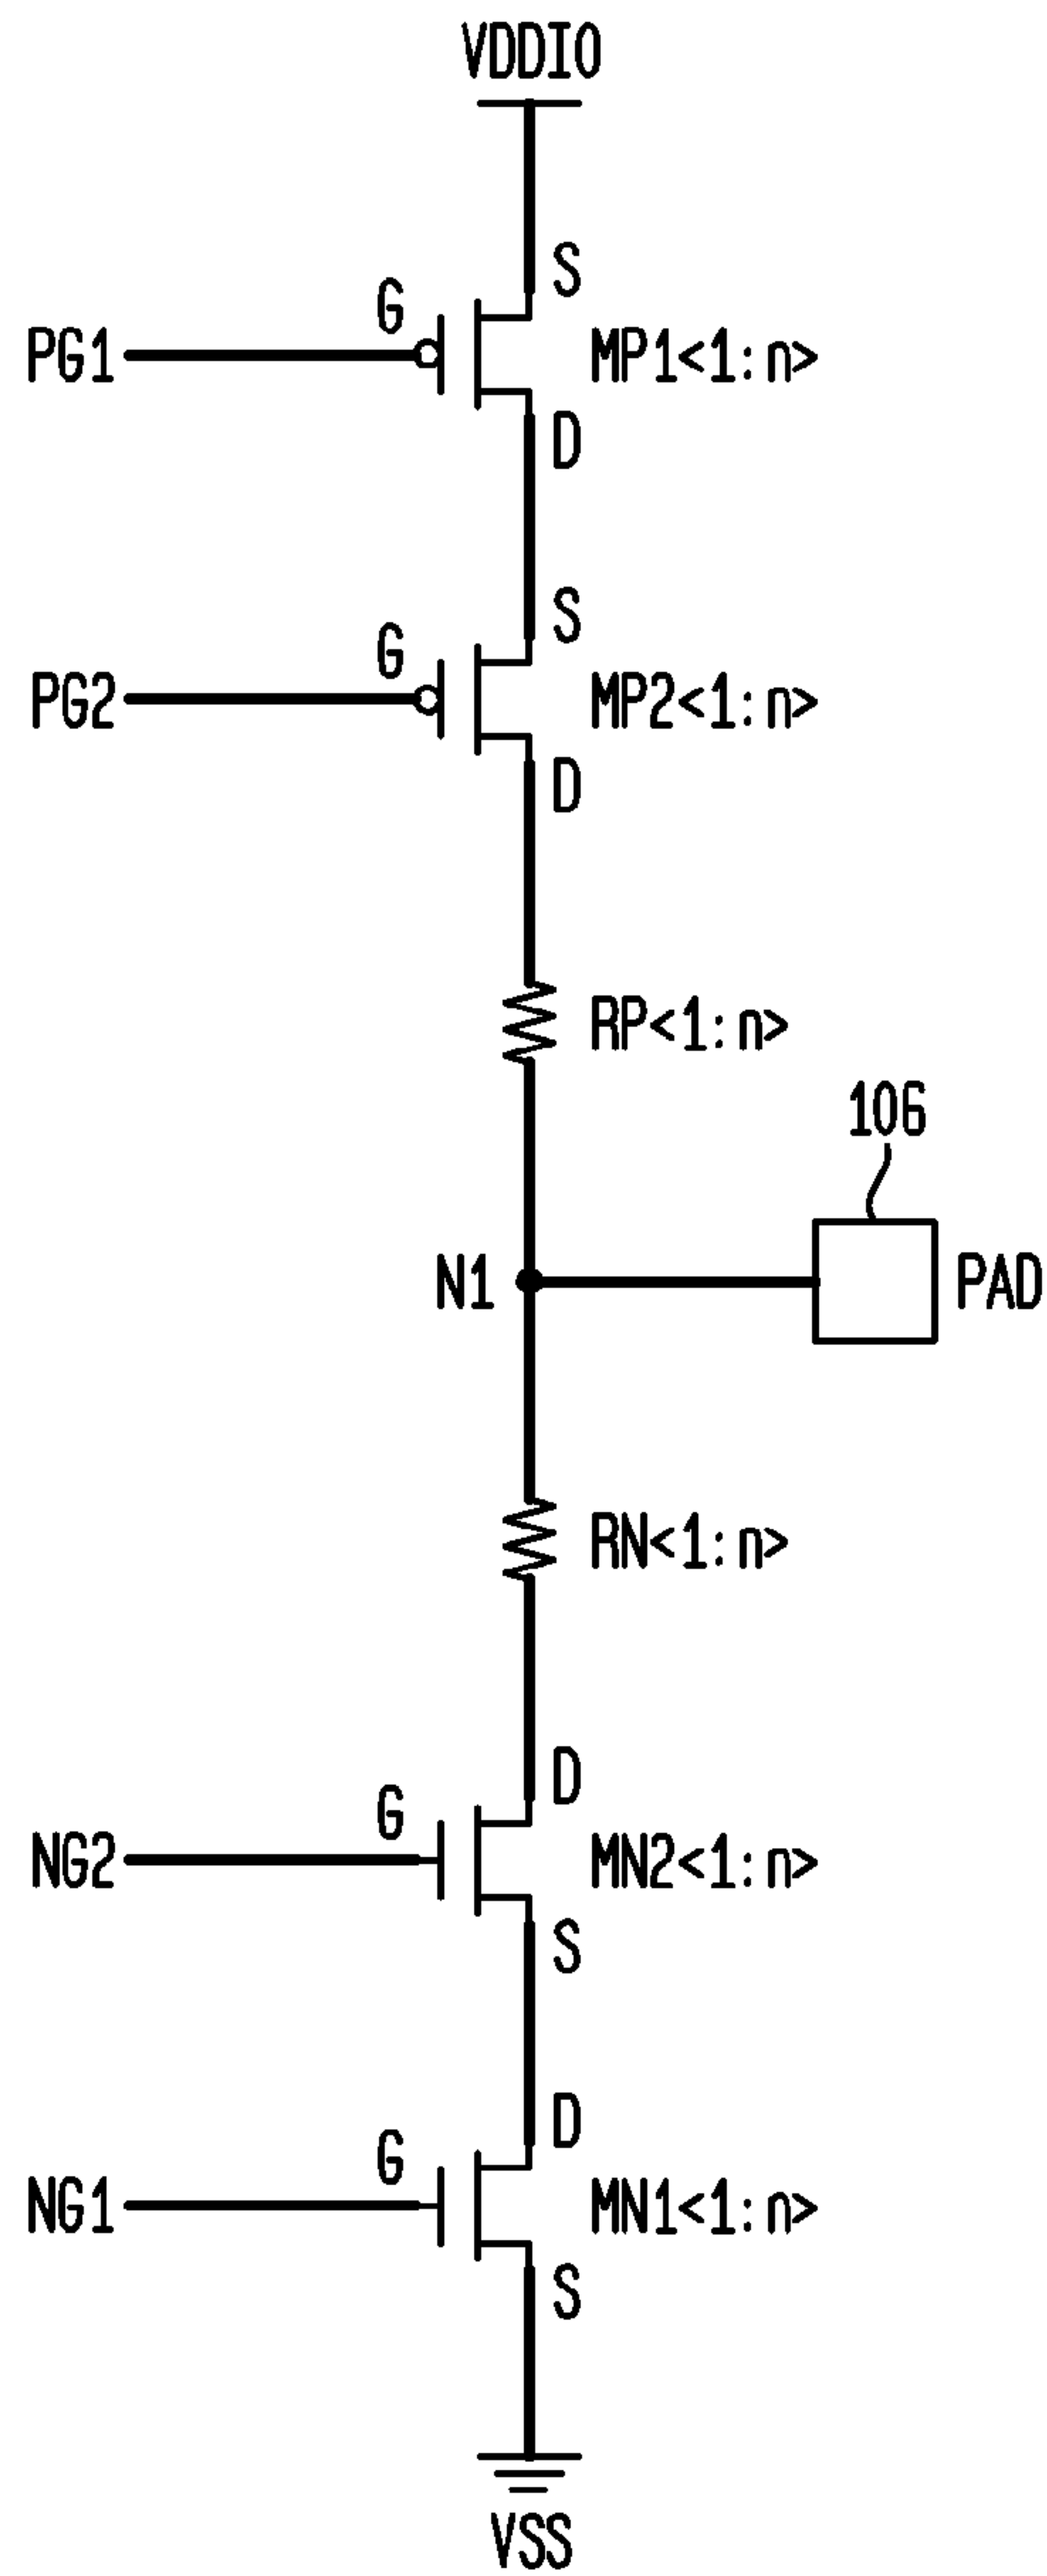 VDDIO
S
G
PG1
MP1<1:n>
D
S
G
PG2
MP2<1:n>
D
RP<1:n>
106
N1
PAD
RN<1:n>
D
G
NG2
MN2<1:n>
S
D
G
NG1
MN1<1:n>
S
VSS